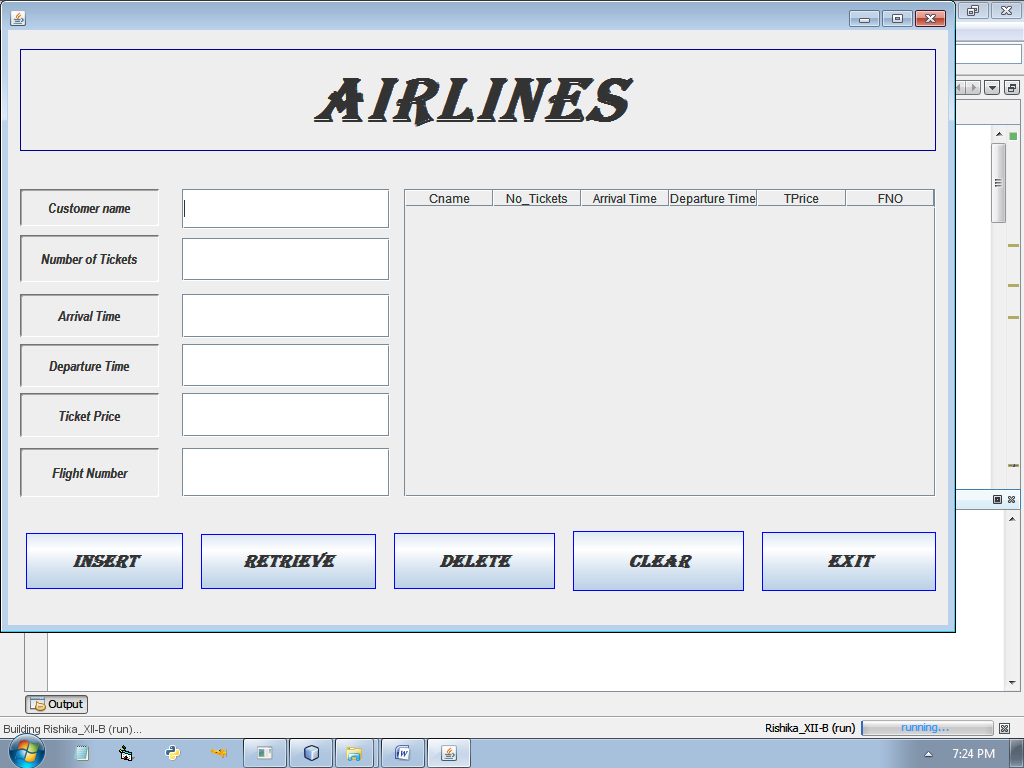 AIRLINES
Customer name
Number of Tickets
Arrival Time
Departure Time
Ticket Price
Flight Number
Cname No_Tickets Arrival Time Departure Time TPrice FNO
INSERT RETRIEVE DELETE CLEAR EXIT
Output
Building Rishika_XII-B (run)...
Rishika_XII-B (run) running...
7:24 PM